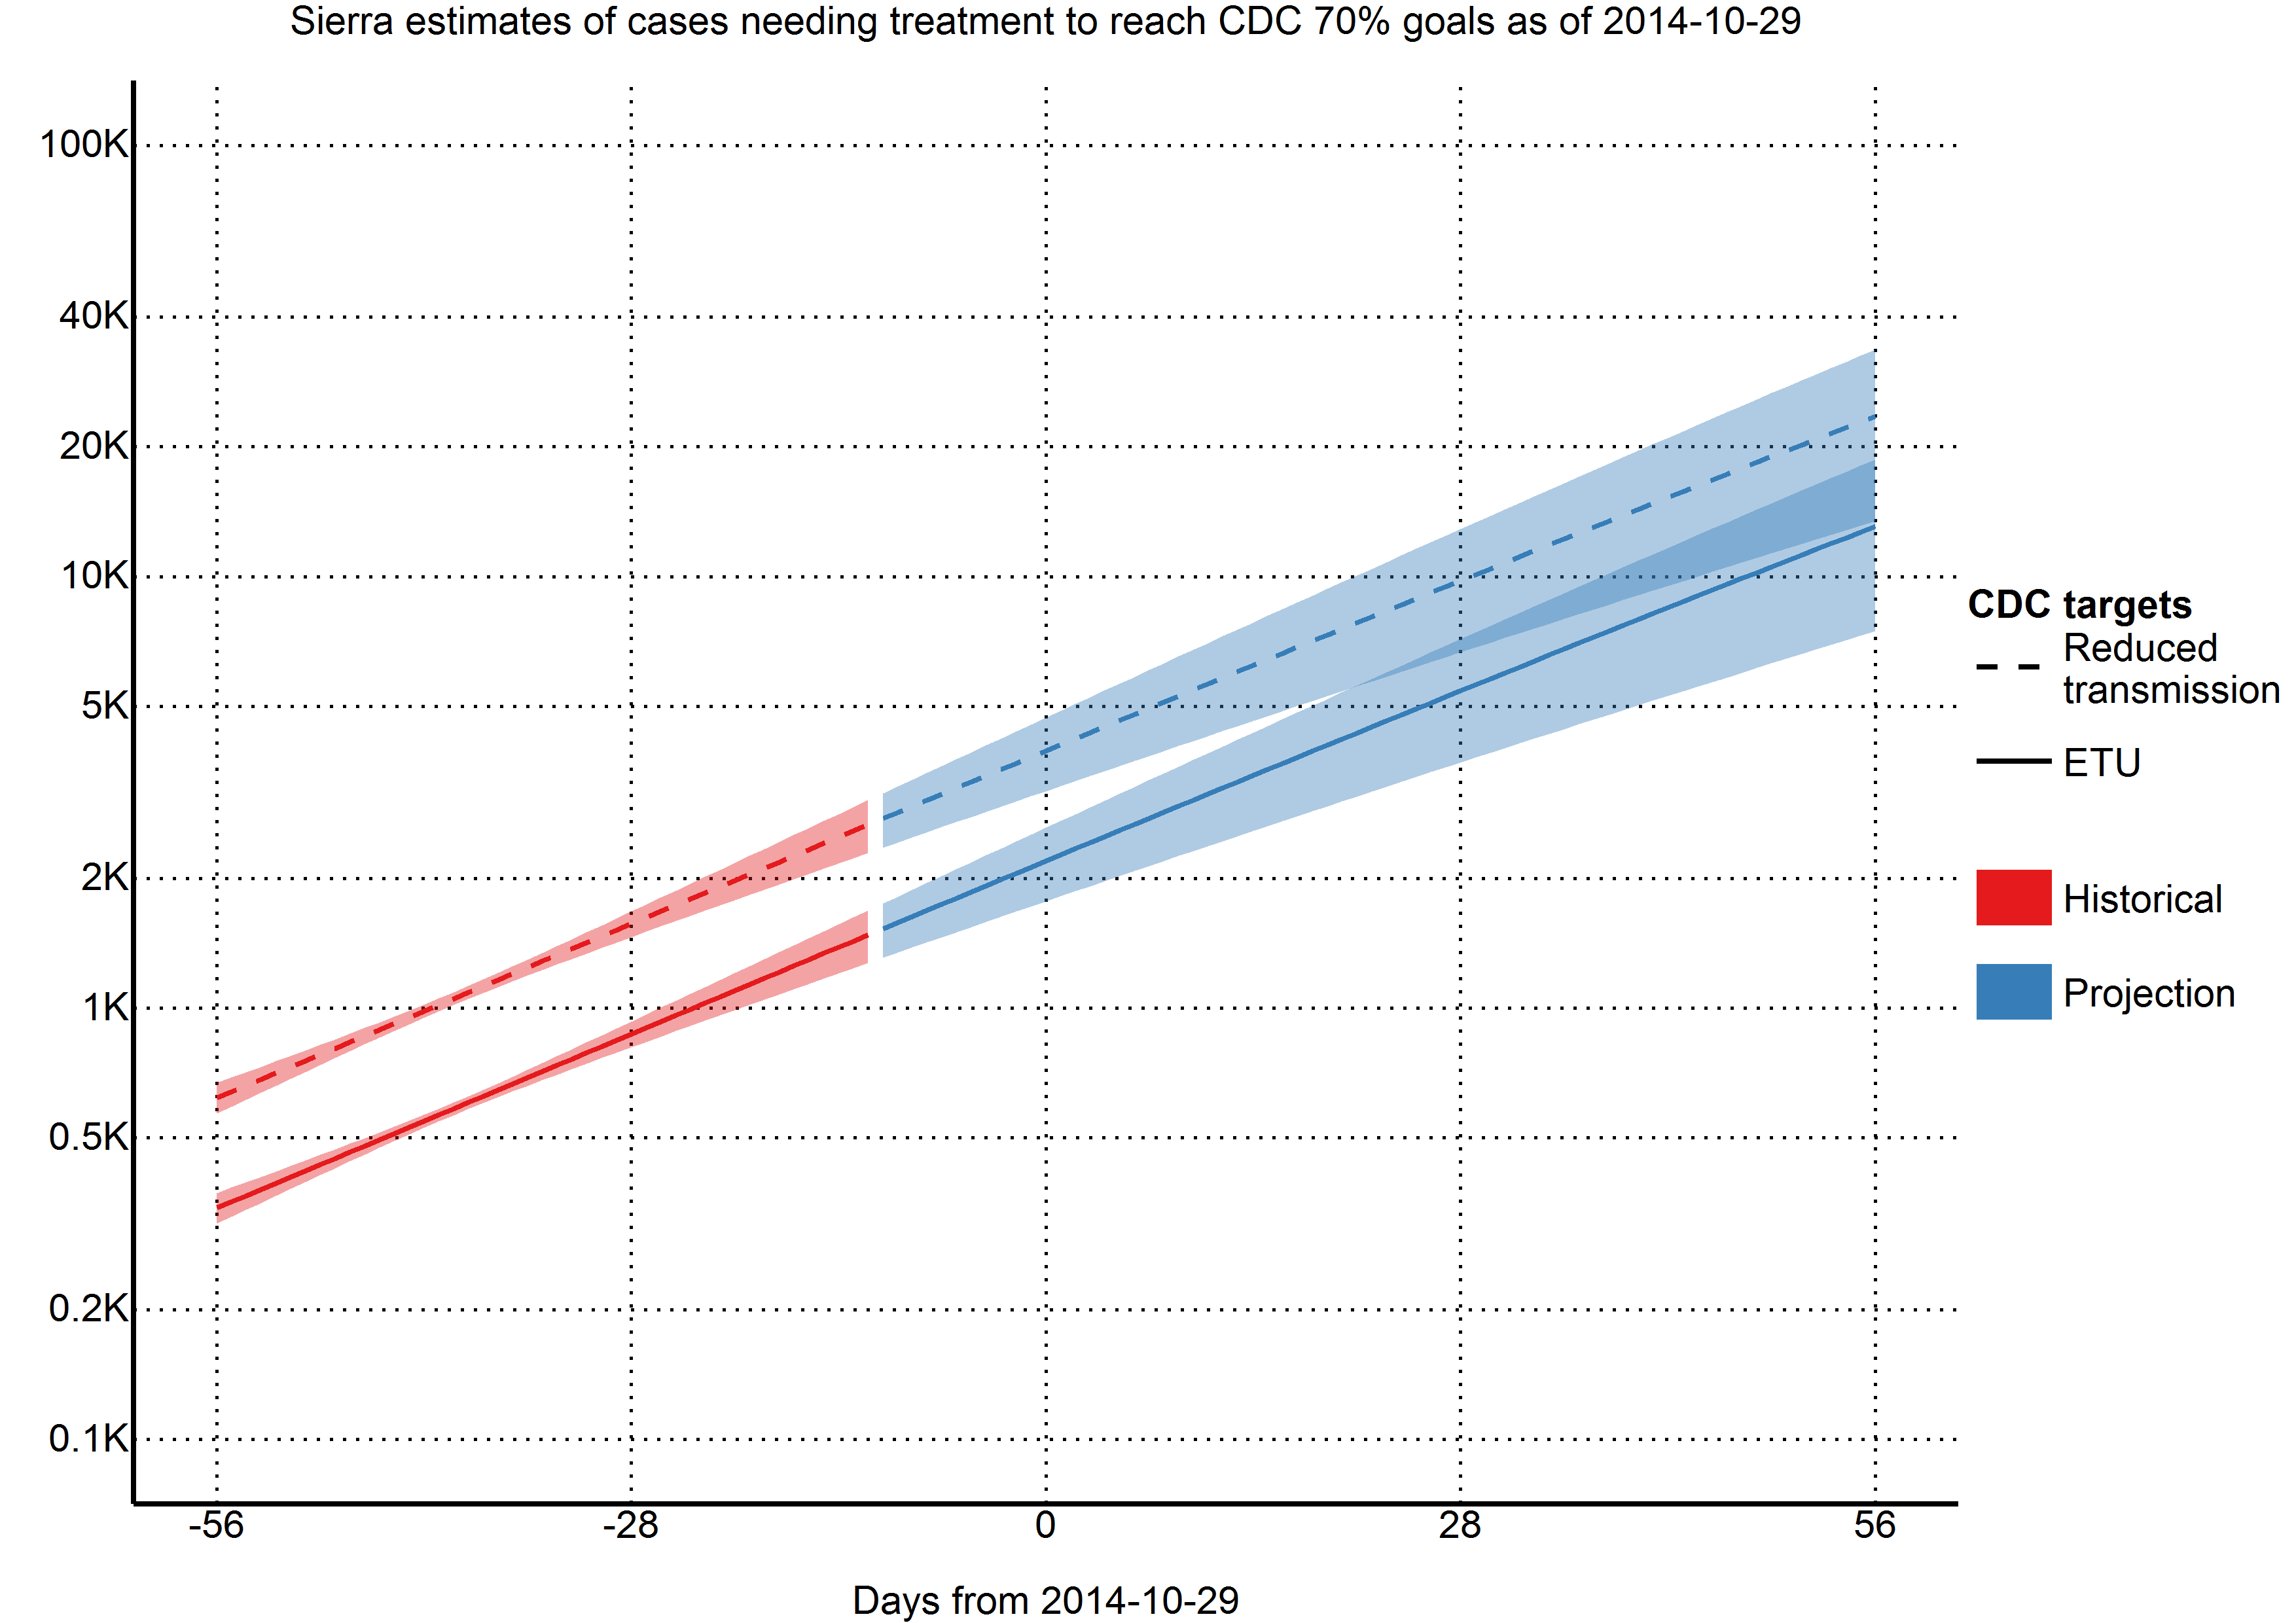 Sierra estimates of cases needing treatment to reach CDC 70% goals as of 2014-10-29
100K
40K
20K
10K
5K
2K
1K
0.5K
0.2K
0.1K
-56
-28
0
28
56
Days from 2014-10-29
CDC targets
Reduced
transmission
ETU
Historical
Projection